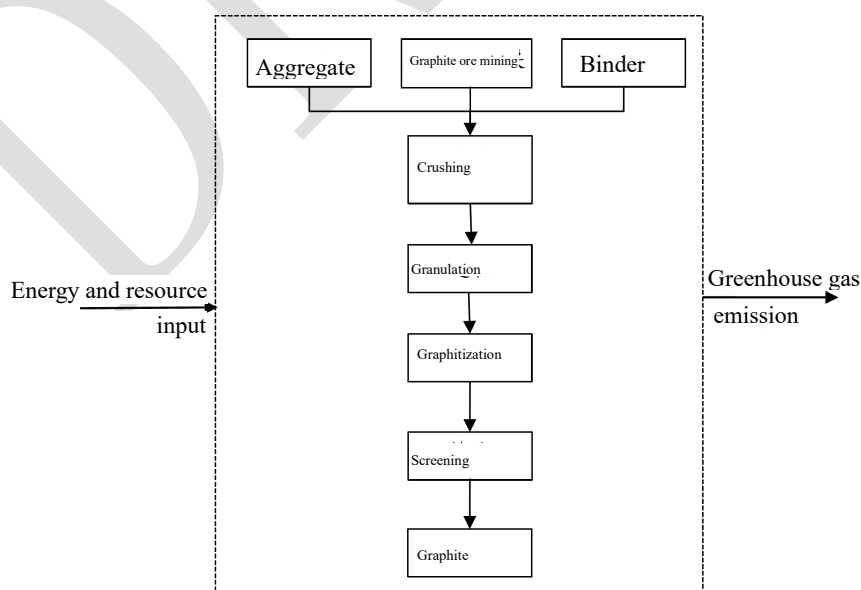 Aggregate
Graphite ore mining
Binder
Crushing
Granulation
Energy and resource
input
Greenhouse gas
emission
Graphitization
Screening
Graphite